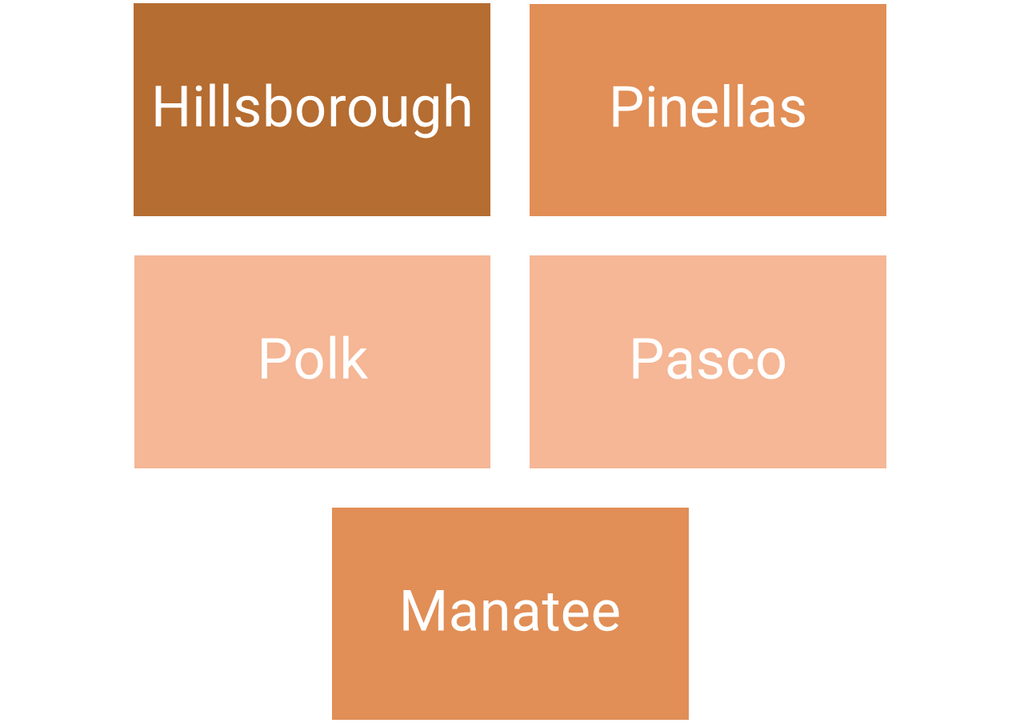 Hillsborough
Pinellas
Polk
Pasco
Manatee